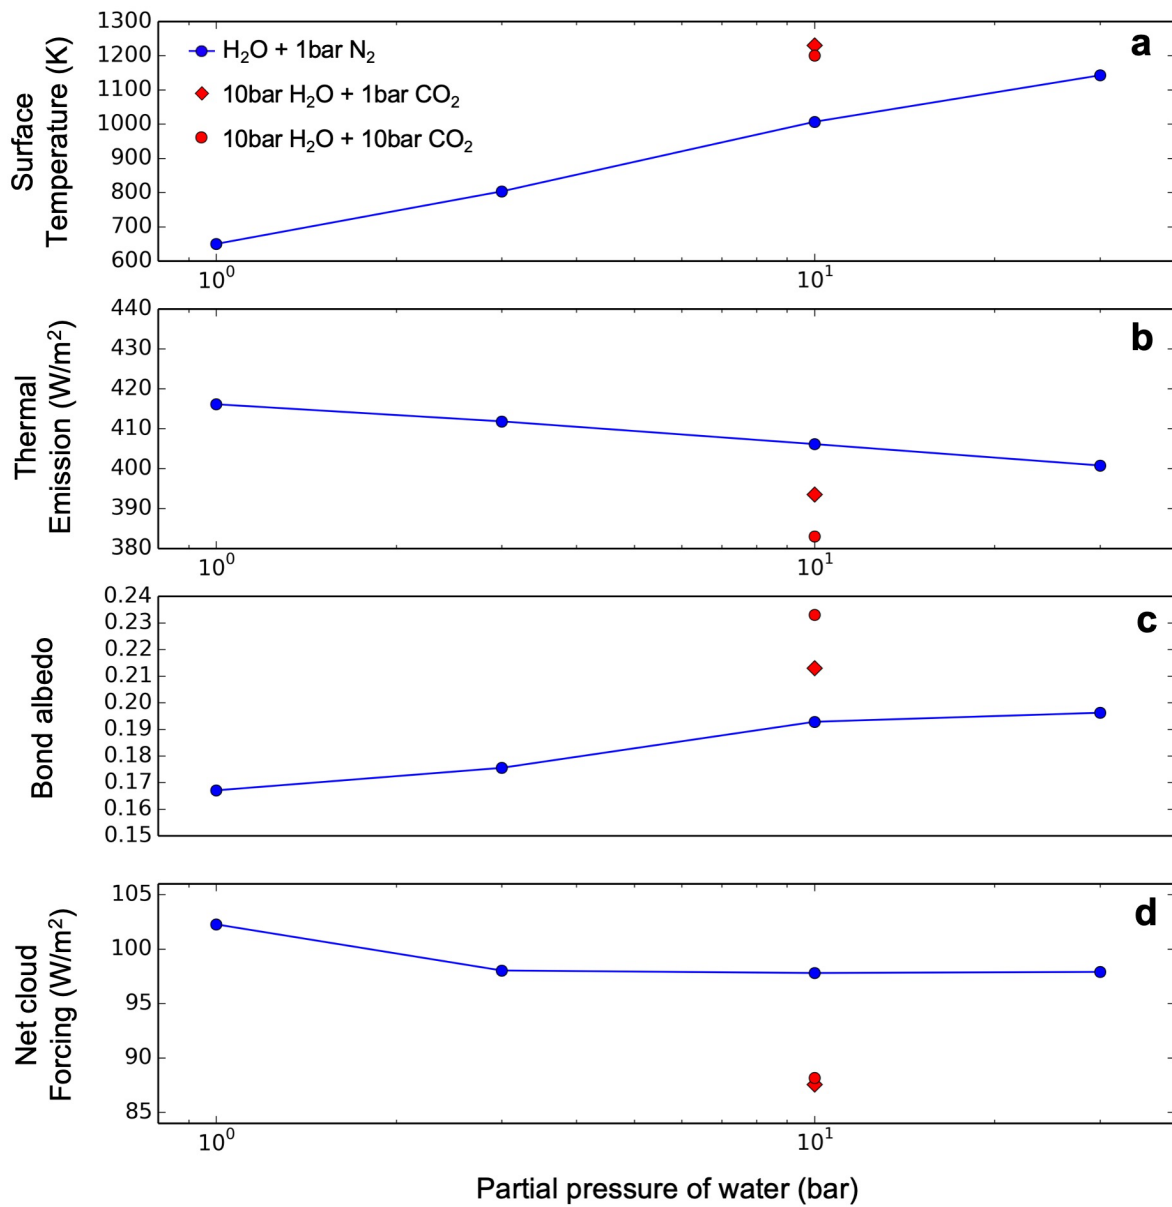 1300
1200
1100
1000
900
800
700
600
Surface
Temperature (K)
H₂O + 1bar N₂
10bar H₂O + 1bar CO₂
10bar H₂O + 10bar CO₂
a
10⁰
10¹
440
430
420
410
400
390
380
Thermal
Emission (W/m²)
b
10⁰
10¹
0.24
0.23
0.22
0.21
0.20
0.19
0.18
0.17
0.16
0.15
Bond albedo
c
105
100
95
90
85
Net cloud
Forcing (W/m²)
d
10⁰
10¹
Partial pressure of water (bar)